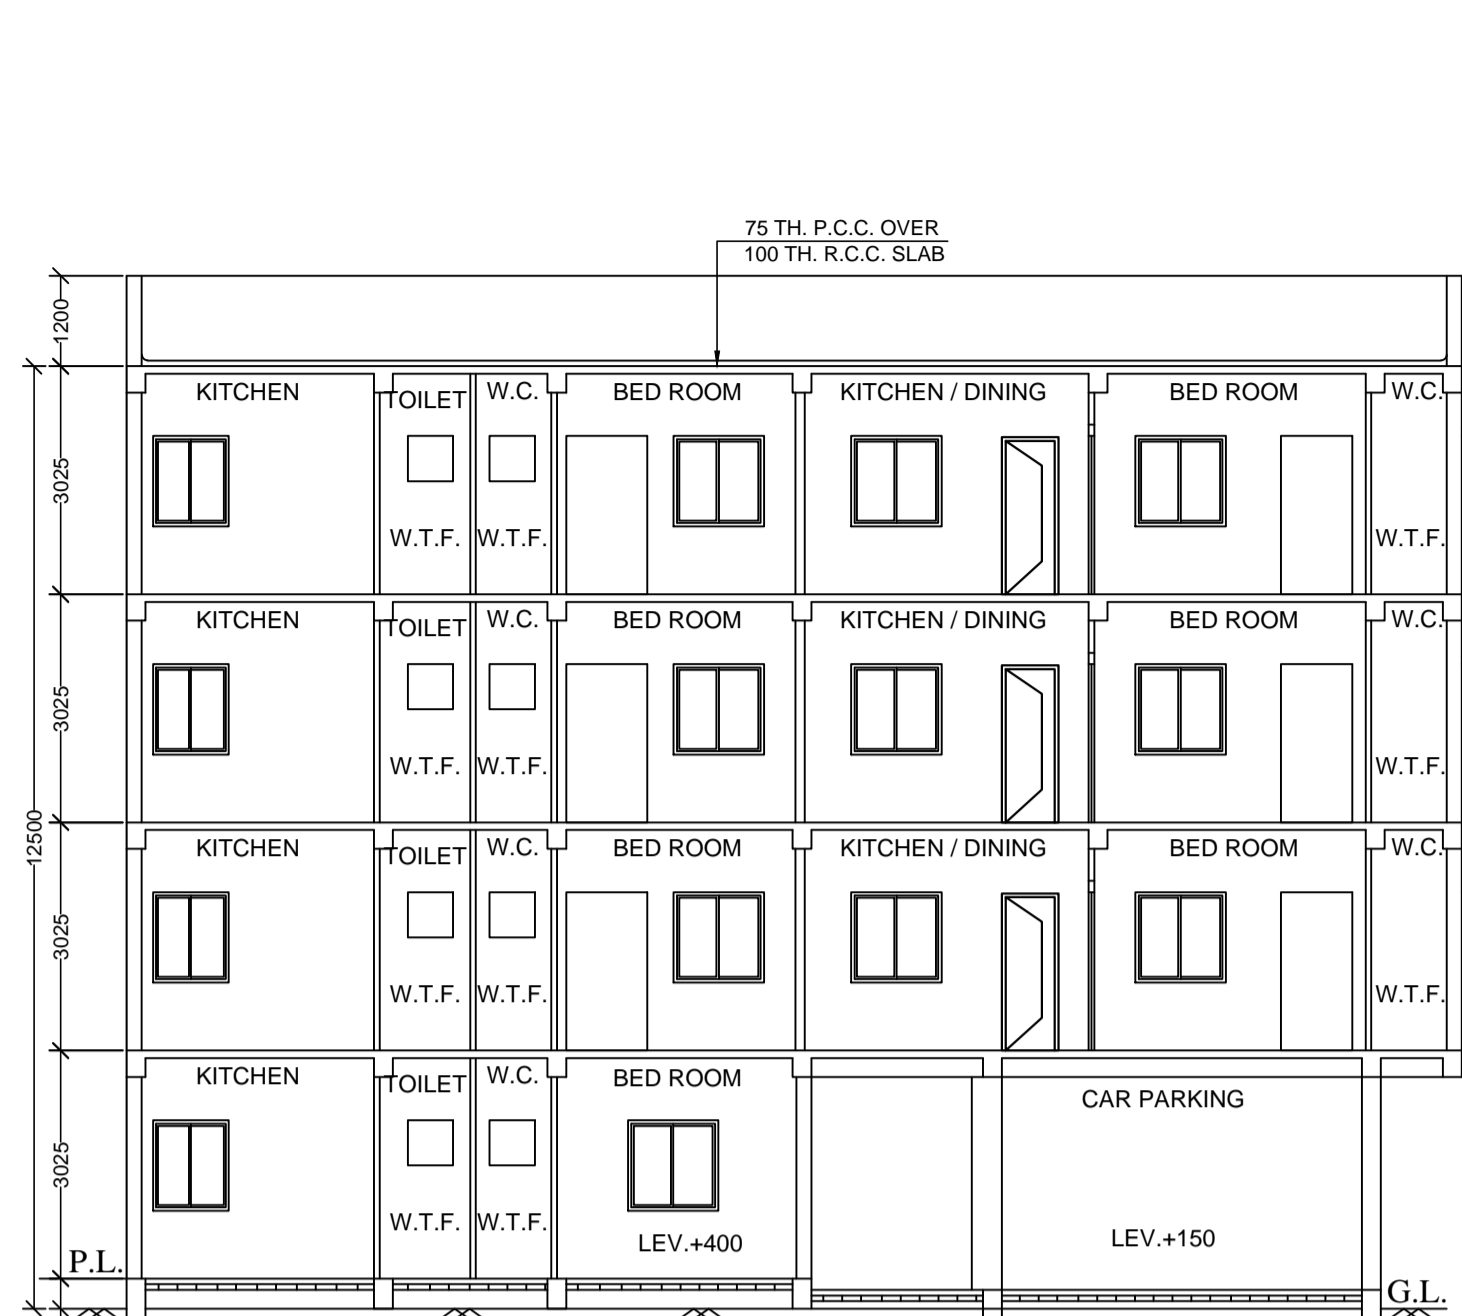 75 TH. P.C.C. OVER
100 TH. R.C.C. SLAB
1200
KITCHEN TOILET W.C. BED ROOM KITCHEN / DINING BED ROOM W.C.
3025
W.T.F. W.T.F. W.T.F.
KITCHEN TOILET W.C. BED ROOM KITCHEN / DINING BED ROOM W.C.
3025
W.T.F. W.T.F. W.T.F.
12500
KITCHEN TOILET W.C. BED ROOM KITCHEN / DINING BED ROOM W.C.
3025
W.T.F. W.T.F. W.T.F.
KITCHEN TOILET W.C. BED ROOM CAR PARKING
3025
W.T.F. W.T.F. LEV.+400 LEV.+150
P.L. G.L.